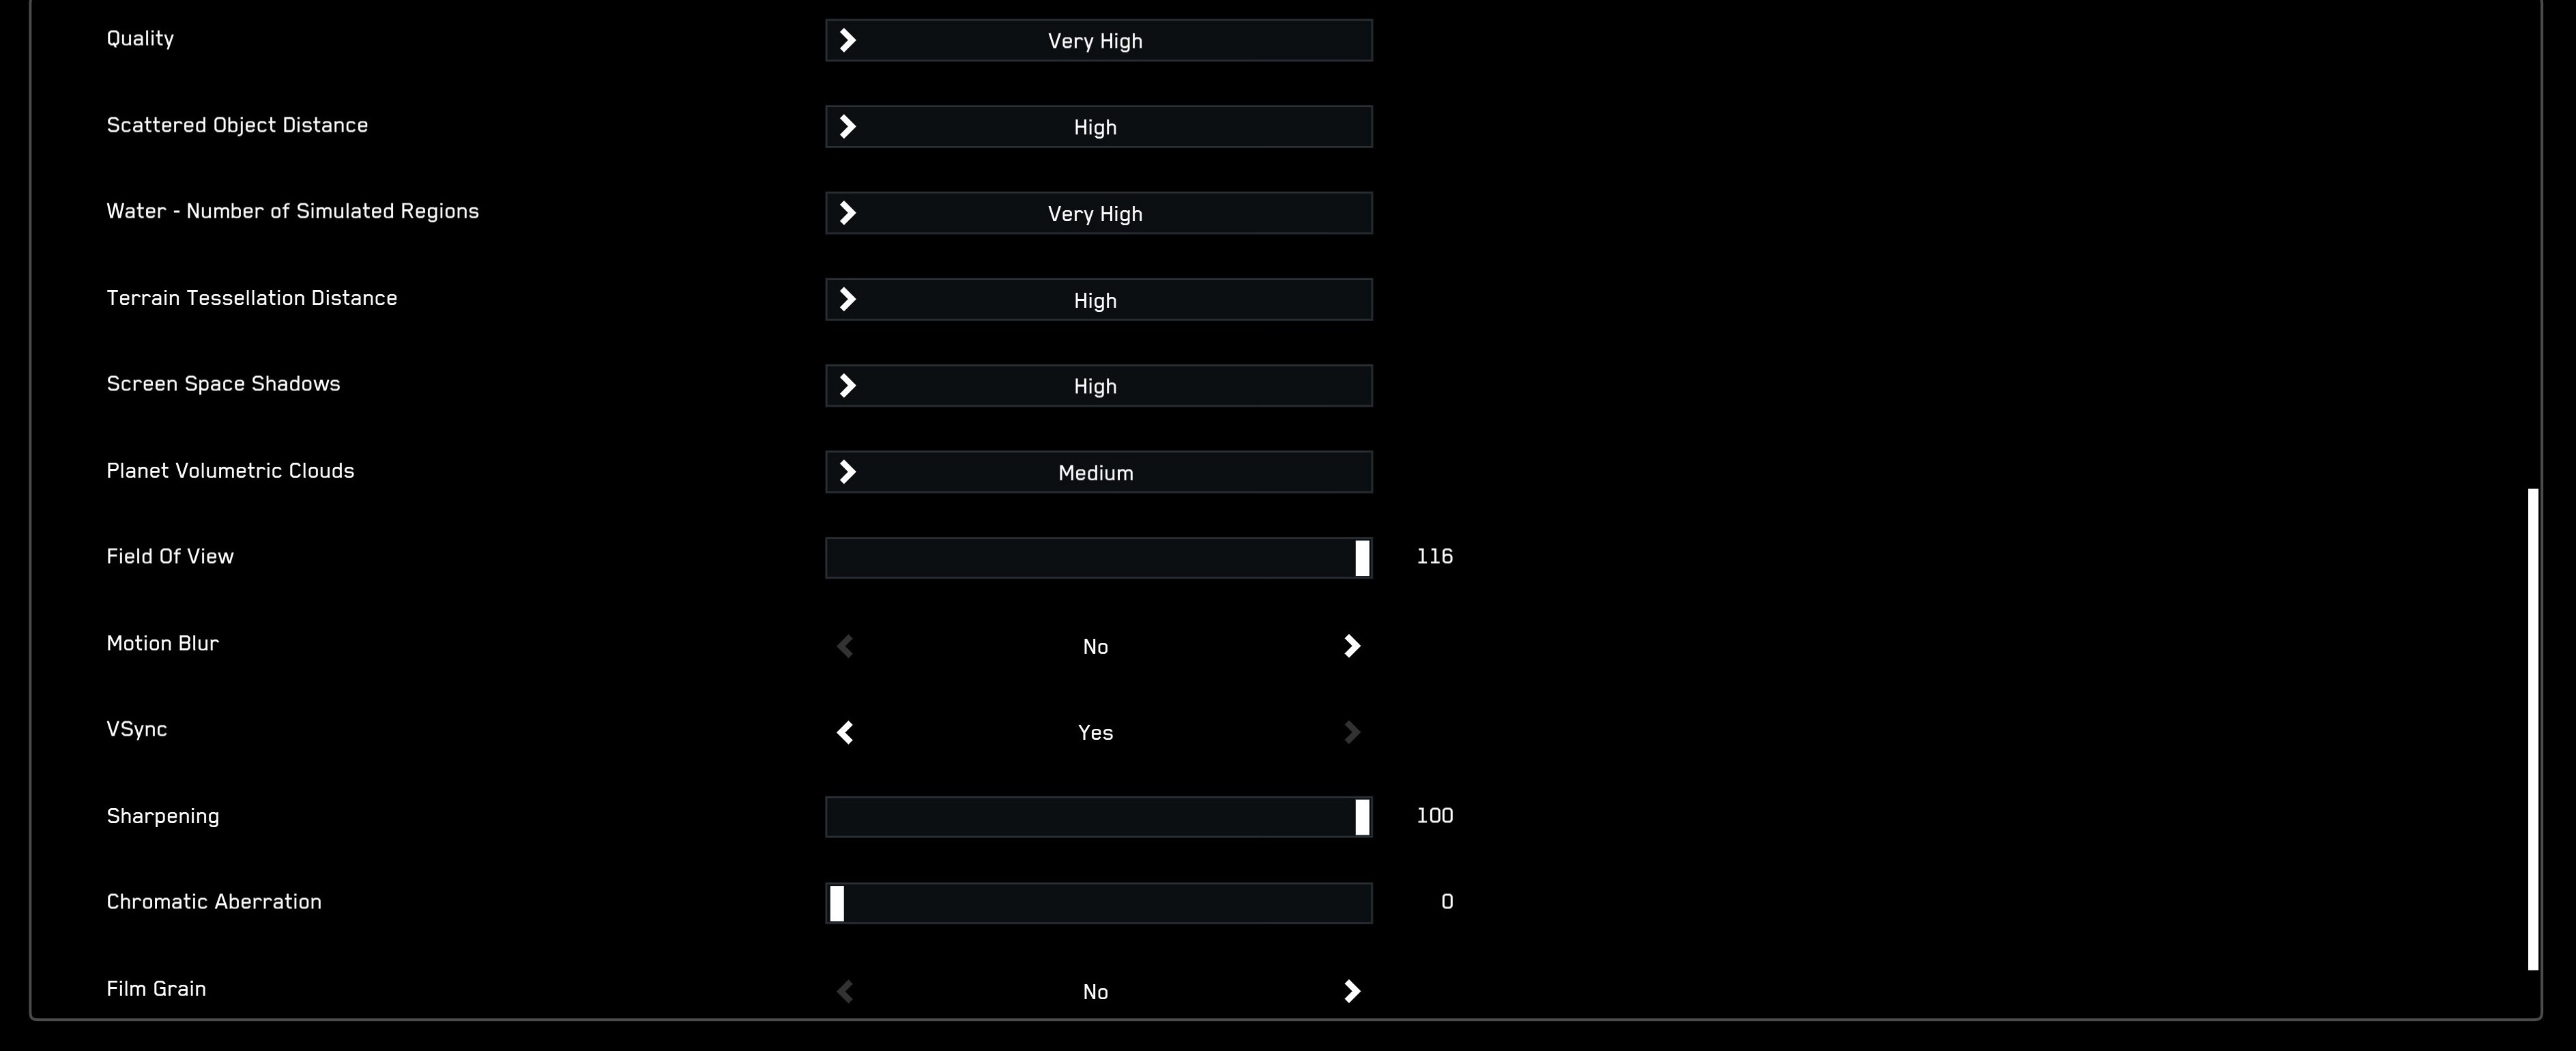 Quality Very High
Scattered Object Distance High
Water - Number of Simulated Regions Very High
Terrain Tessellation Distance High
Screen Space Shadows High
Planet Volumetric Clouds Medium
Field Of View 116
Motion Blur No
VSync Yes
Sharpening 100
Chromatic Aberration 0
Film Grain No